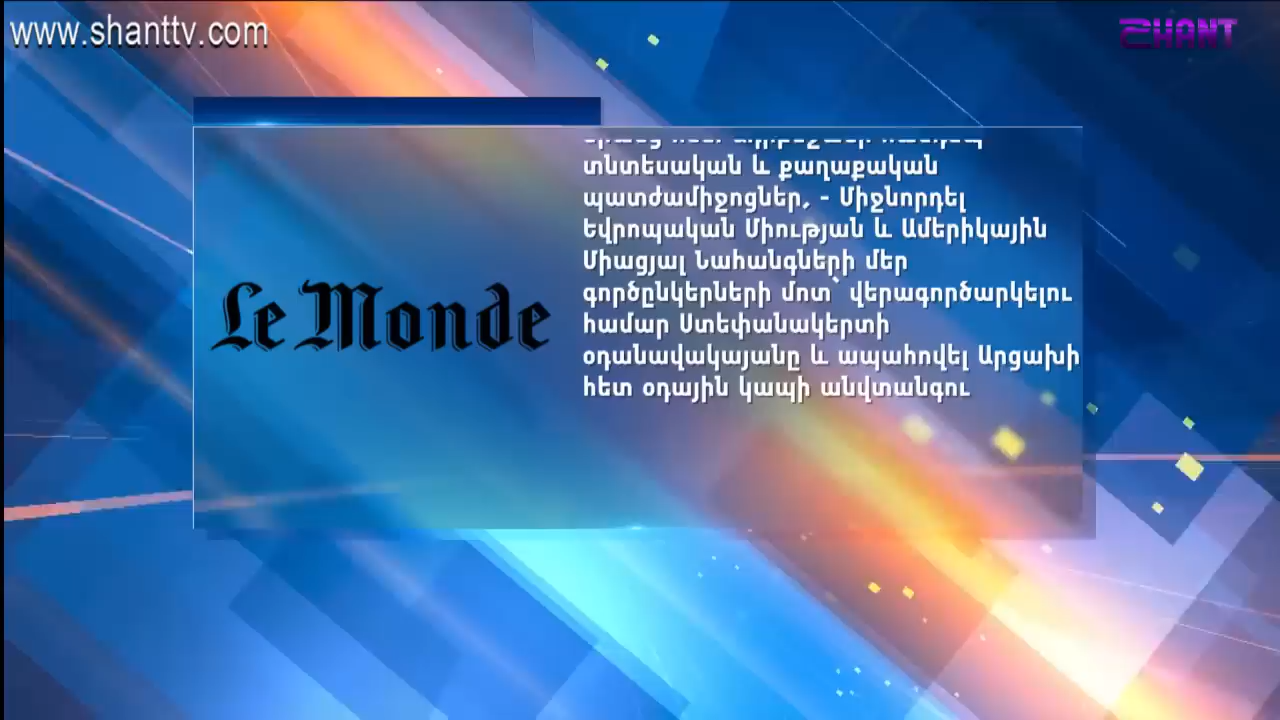 www.shanttv.com
SHANT
Le Monde
տնտեսական և քաղաքական
պատժամիջոցներ, - Միջնորդել
Եվրոպական Միության և Ամերիկային
Միացյալ Նահանգների մեր
գործընկերների մոտ՝ վերագործարկելու
համար Ստեփանակերտի
օդանավակայանը և ապահովել Արցախի
հետ օդային կապի անվտանգու